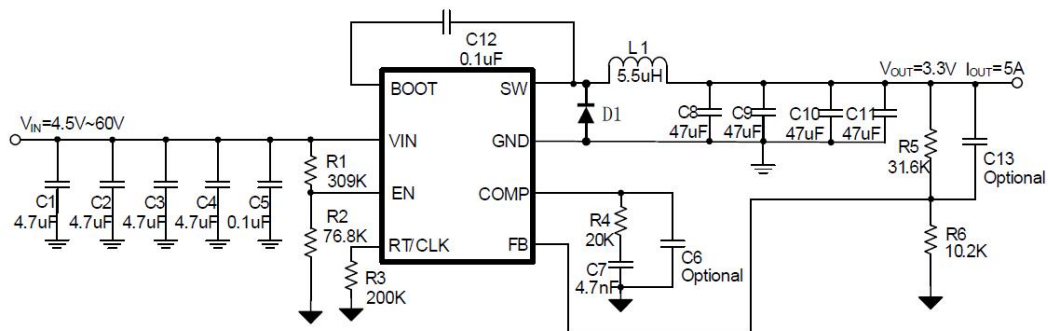 C12
0.1uF
L1
5.5uH
VOUT=3.3V IOUT=5A
BOOT
SW
D1
C8
47uF
C9
47uF
C10
47uF
C11
47uF
VIN=4.5V~60V
VIN
GND
R1
309K
R5
31.6K
C13
Optional
EN
COMP
C1
4.7uF
C2
4.7uF
C3
4.7uF
C4
4.7uF
C5
0.1uF
R2
76.8K
R4
20K
RT/CLK
FB
R3
200K
C7
4.7nF
C6
Optional
R6
10.2K